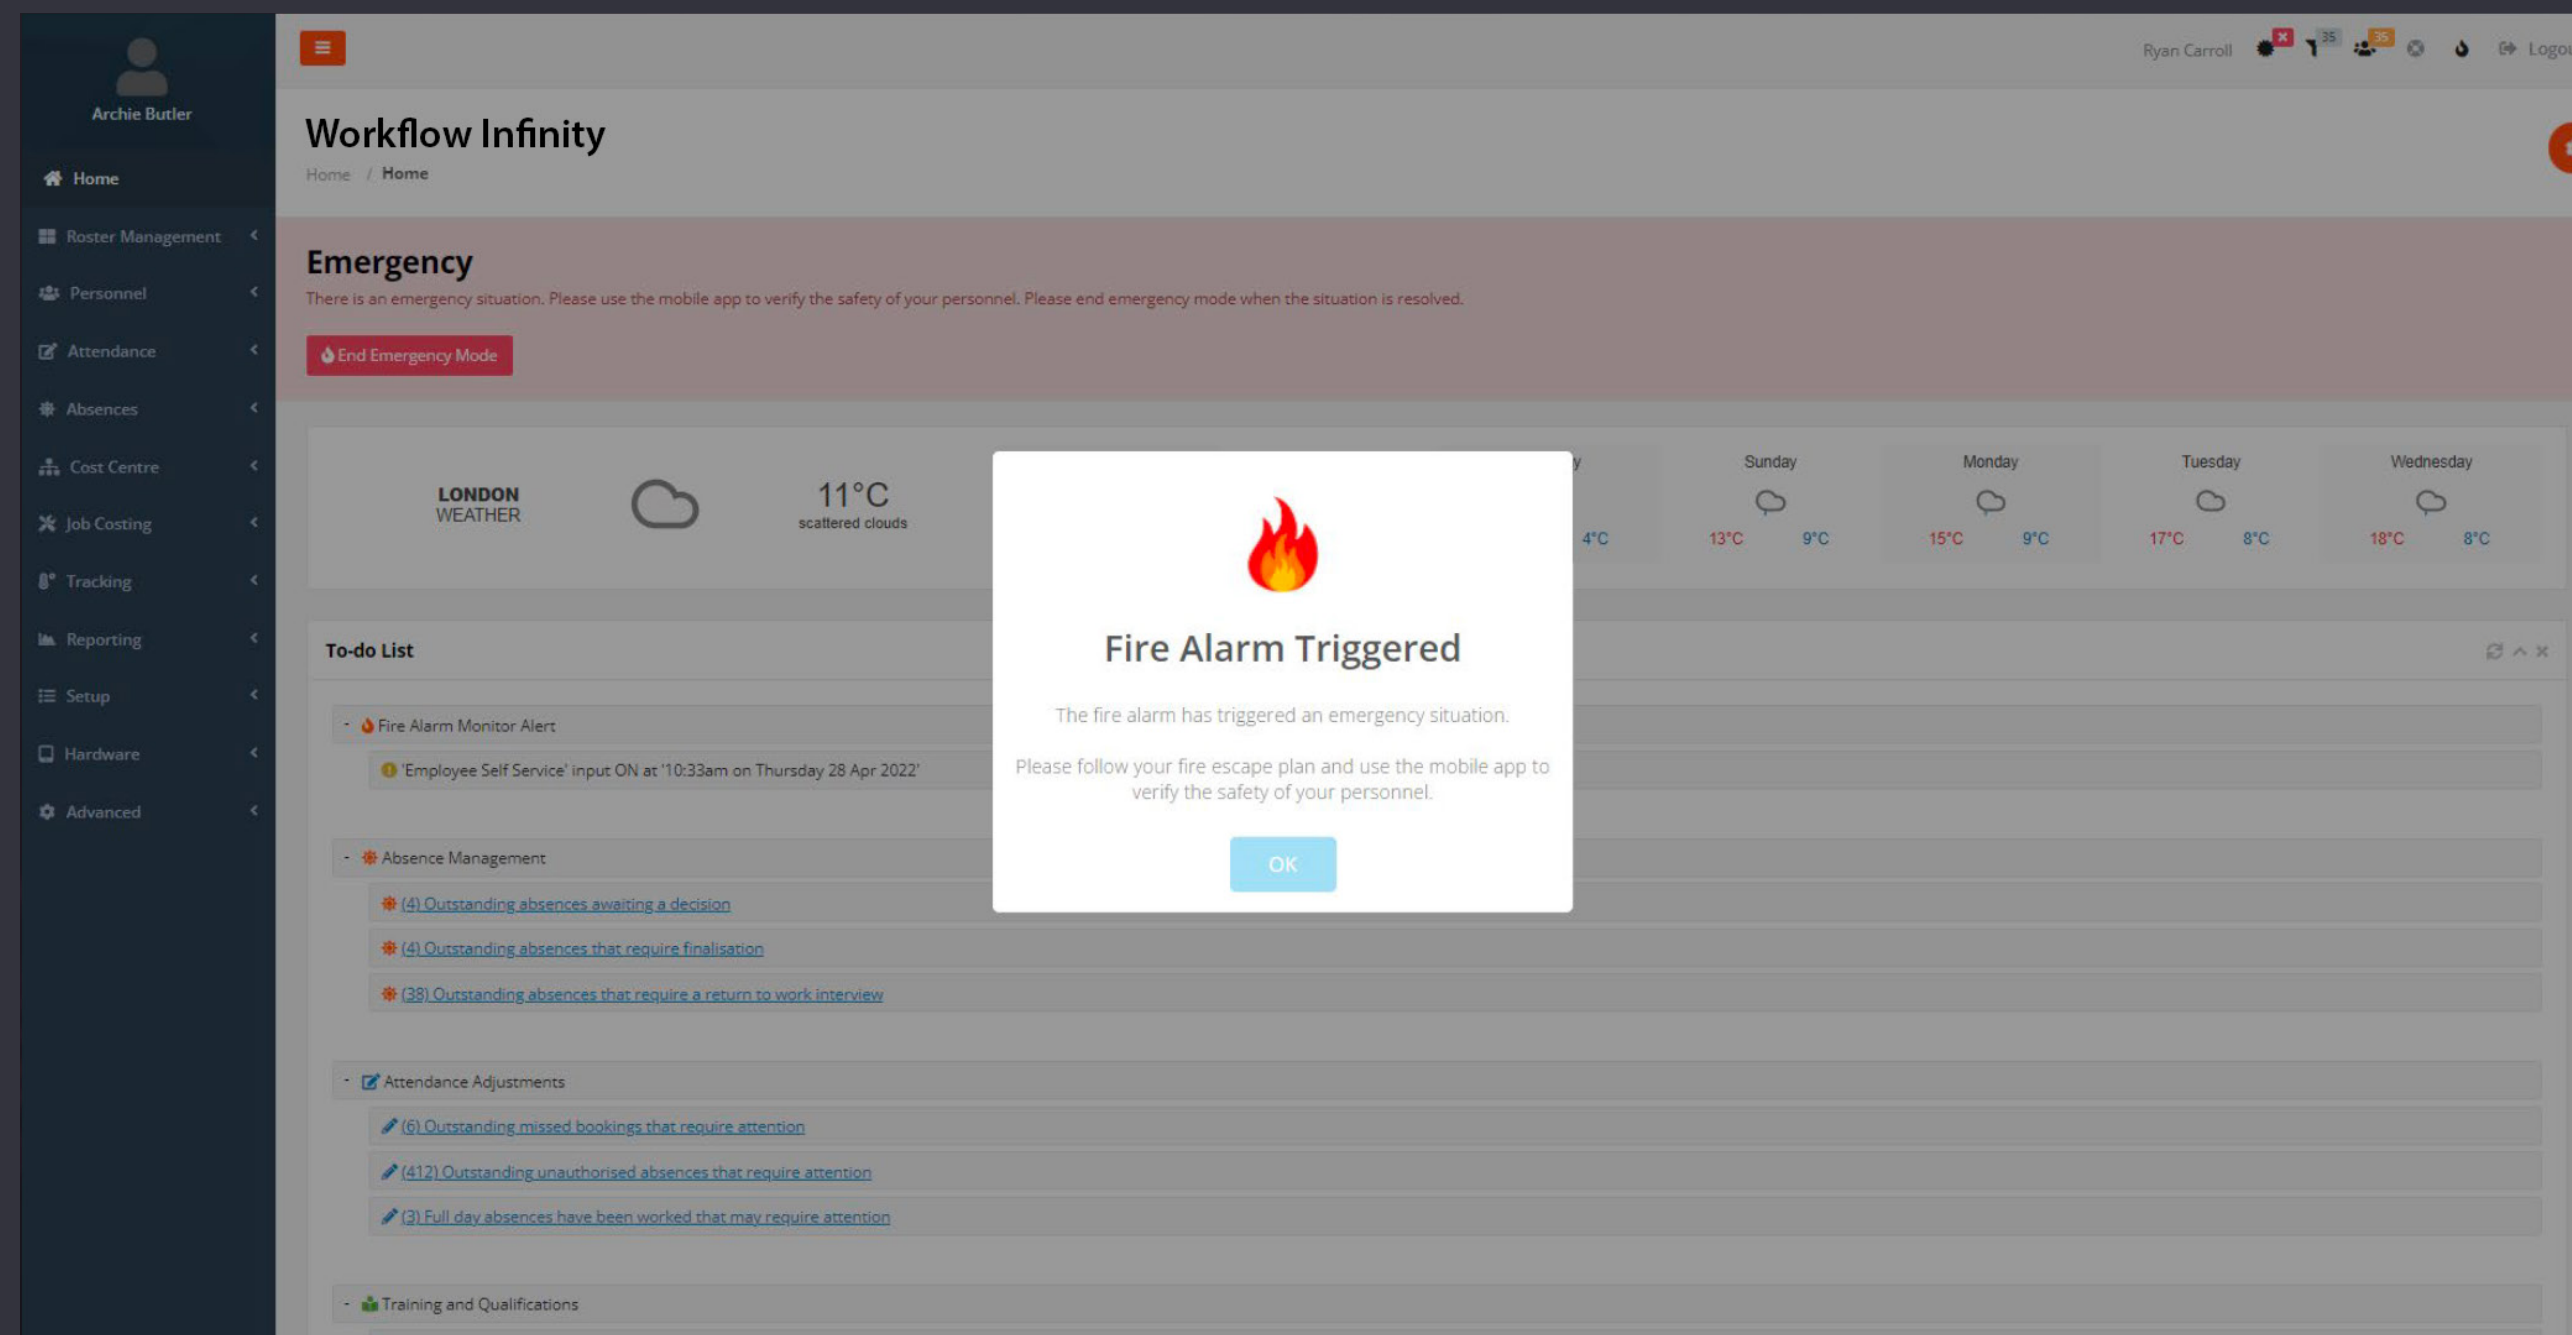 Archie Butler
Home
Roster Management
Personnel
Attendance
Absences
Cost Centre
Job Costing
Tracking
Reporting
Setup
Hardware
Advanced
Ryan Carroll 35 35
Workflow Infinity
Home / Home
Emergency
There is an emergency situation. Please use the mobile app to verify the safety of your personnel. Please end emergency mode when the situation is resolved.
End Emergency Mode
LONDON
WEATHER
11°C
scattered clouds
4°C
Sunday
13°C 9°C
Monday
15°C 9°C
Tuesday
17°C 8°C
Wednesday
18°C 8°C
Fire Alarm Triggered
The fire alarm has triggered an emergency situation.
Please follow your fire escape plan and use the mobile app to
verify the safety of your personnel.
OK
To-do List
- Fire Alarm Monitor Alert
'Employee Self Service' input ON at '10:33am on Thursday 28 Apr 2022'
- Absence Management
(4) Outstanding absences awaiting a decision
(4) Outstanding absences that require finalisation
(38) Outstanding absences that require a return to work interview
- Attendance Adjustments
(6) Outstanding missed bookings that require attention
(412) Outstanding unauthorised absences that require attention
(3) Full day absences have been worked that may require attention
- Training and Qualifications